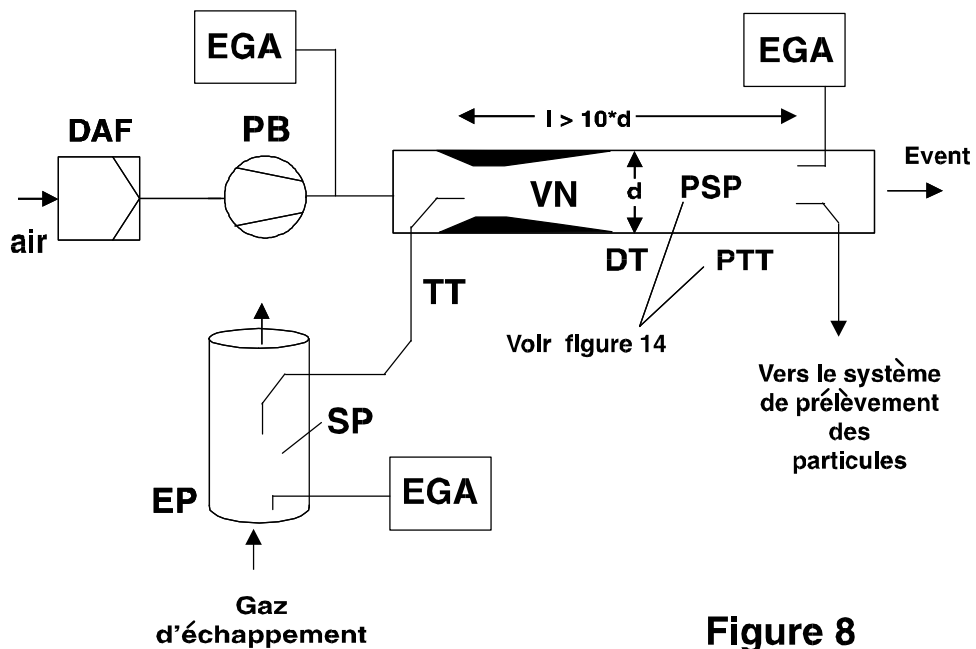 EGA
EGA
l > 10*d
DAF
PB
Event
VN
d
PSP
air
DT
PTT
TT
Voir figure 14
Vers le système
de prélèvement
des
particules
SP
EP
EGA
Gaz
d'échappement
Figure 8